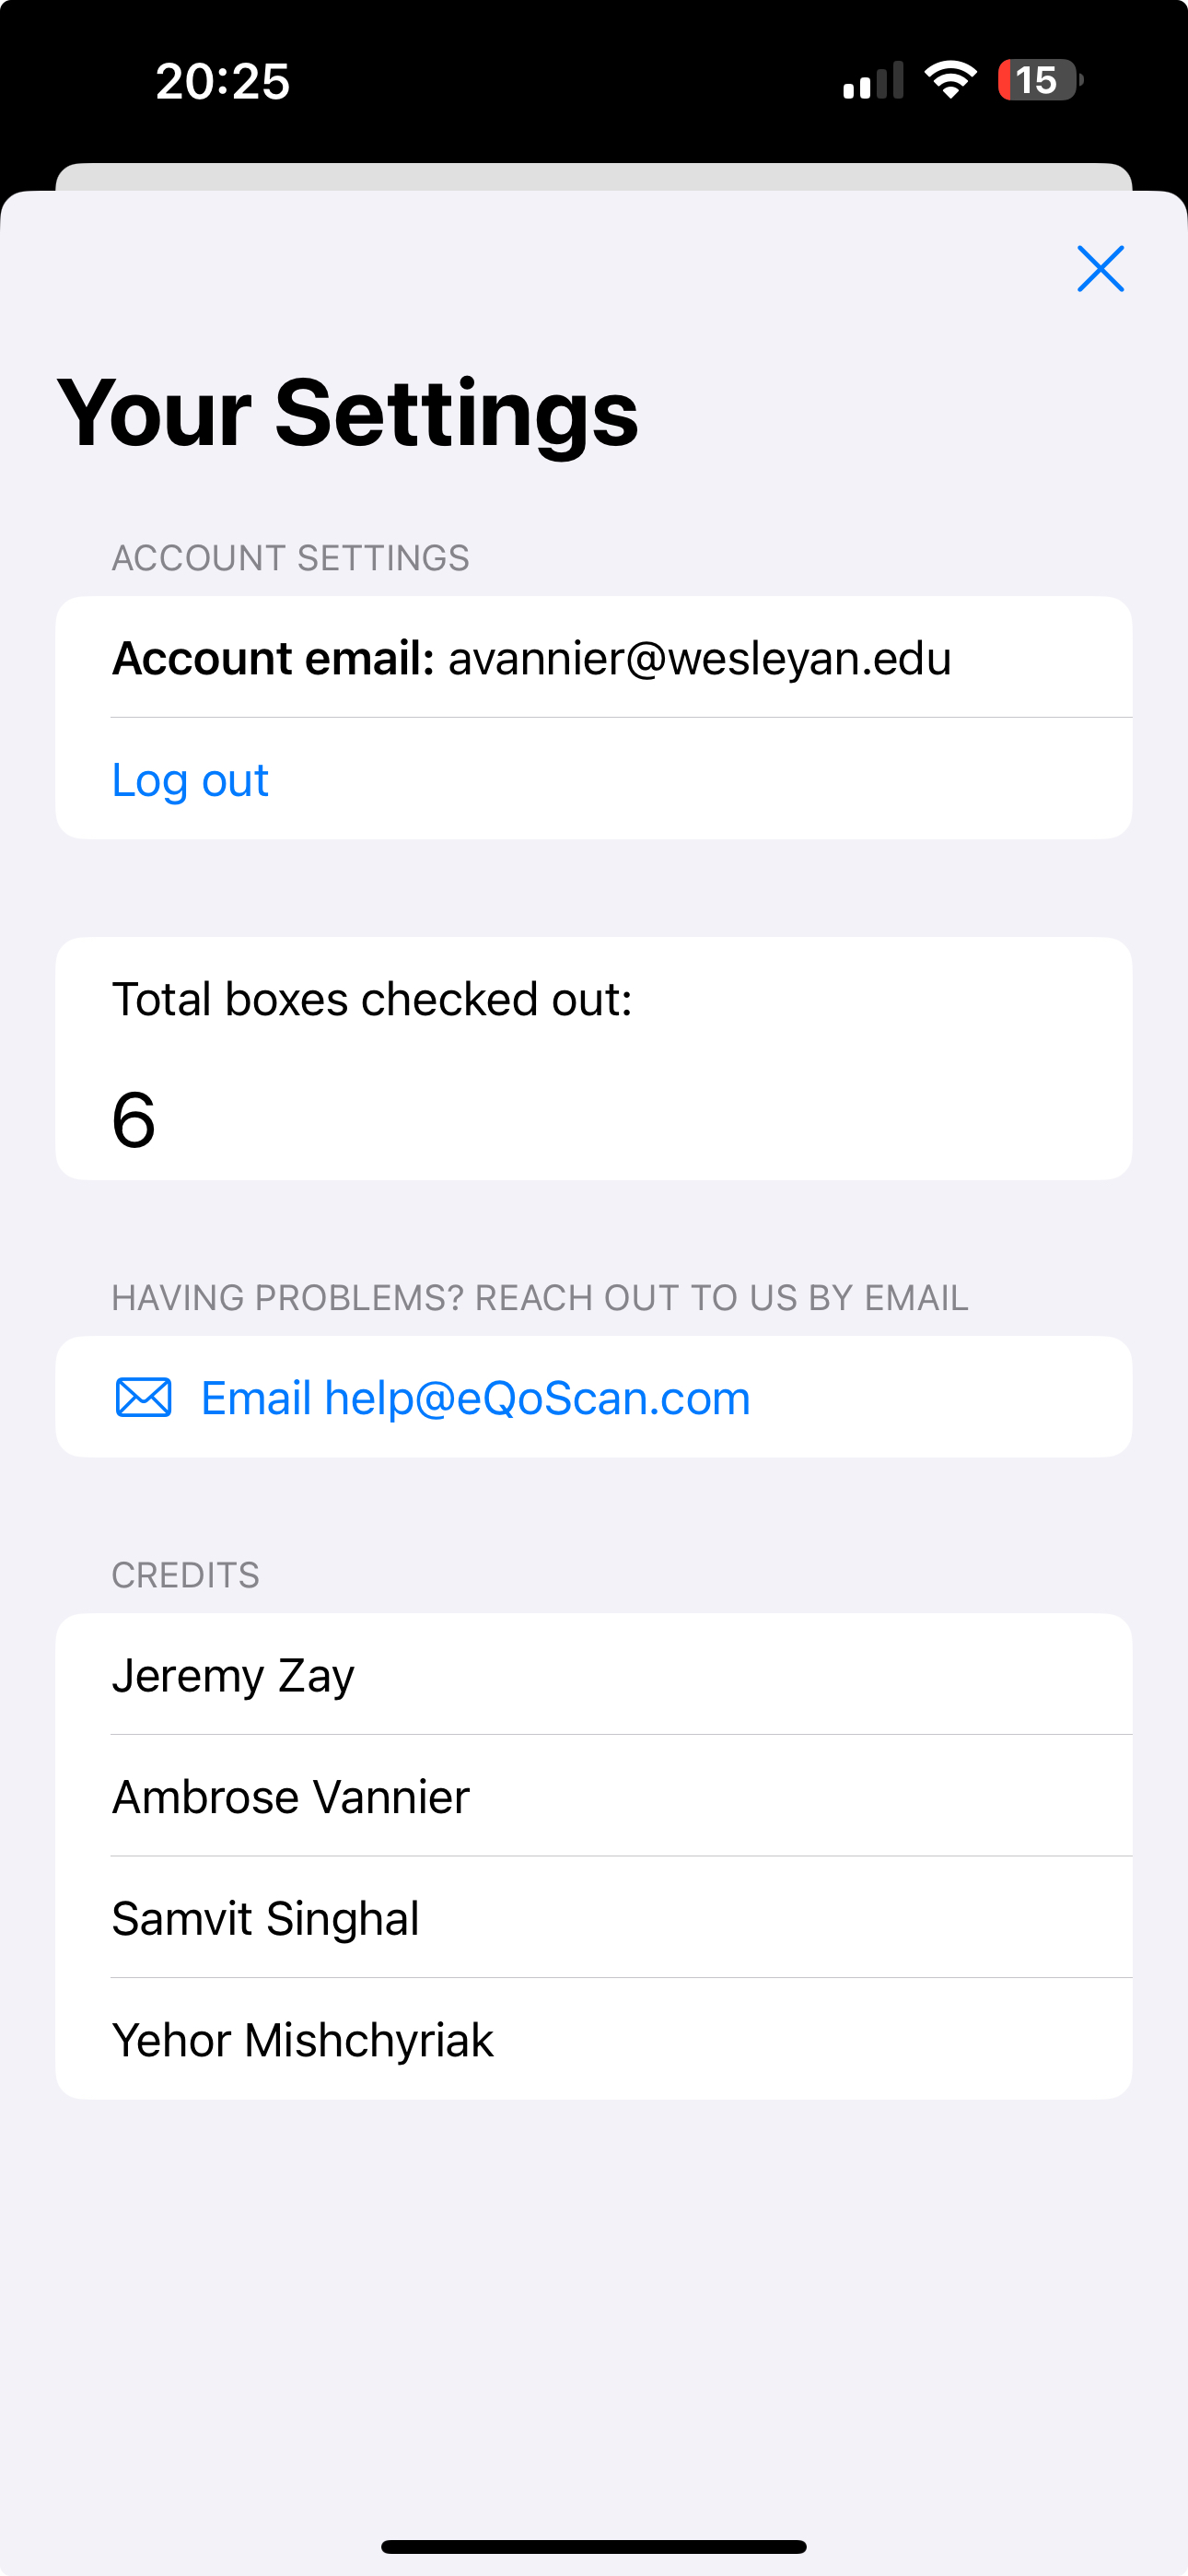 20:25
15
Your Settings
ACCOUNT SETTINGS
Account email: avannier@wesleyan.edu
Log out
Total boxes checked out:
6
HAVING PROBLEMS? REACH OUT TO US BY EMAIL
Email help@eQoScan.com
CREDITS
Jeremy Zay
Ambrose Vannier
Samvit Singhal
Yehor Mishchyriak